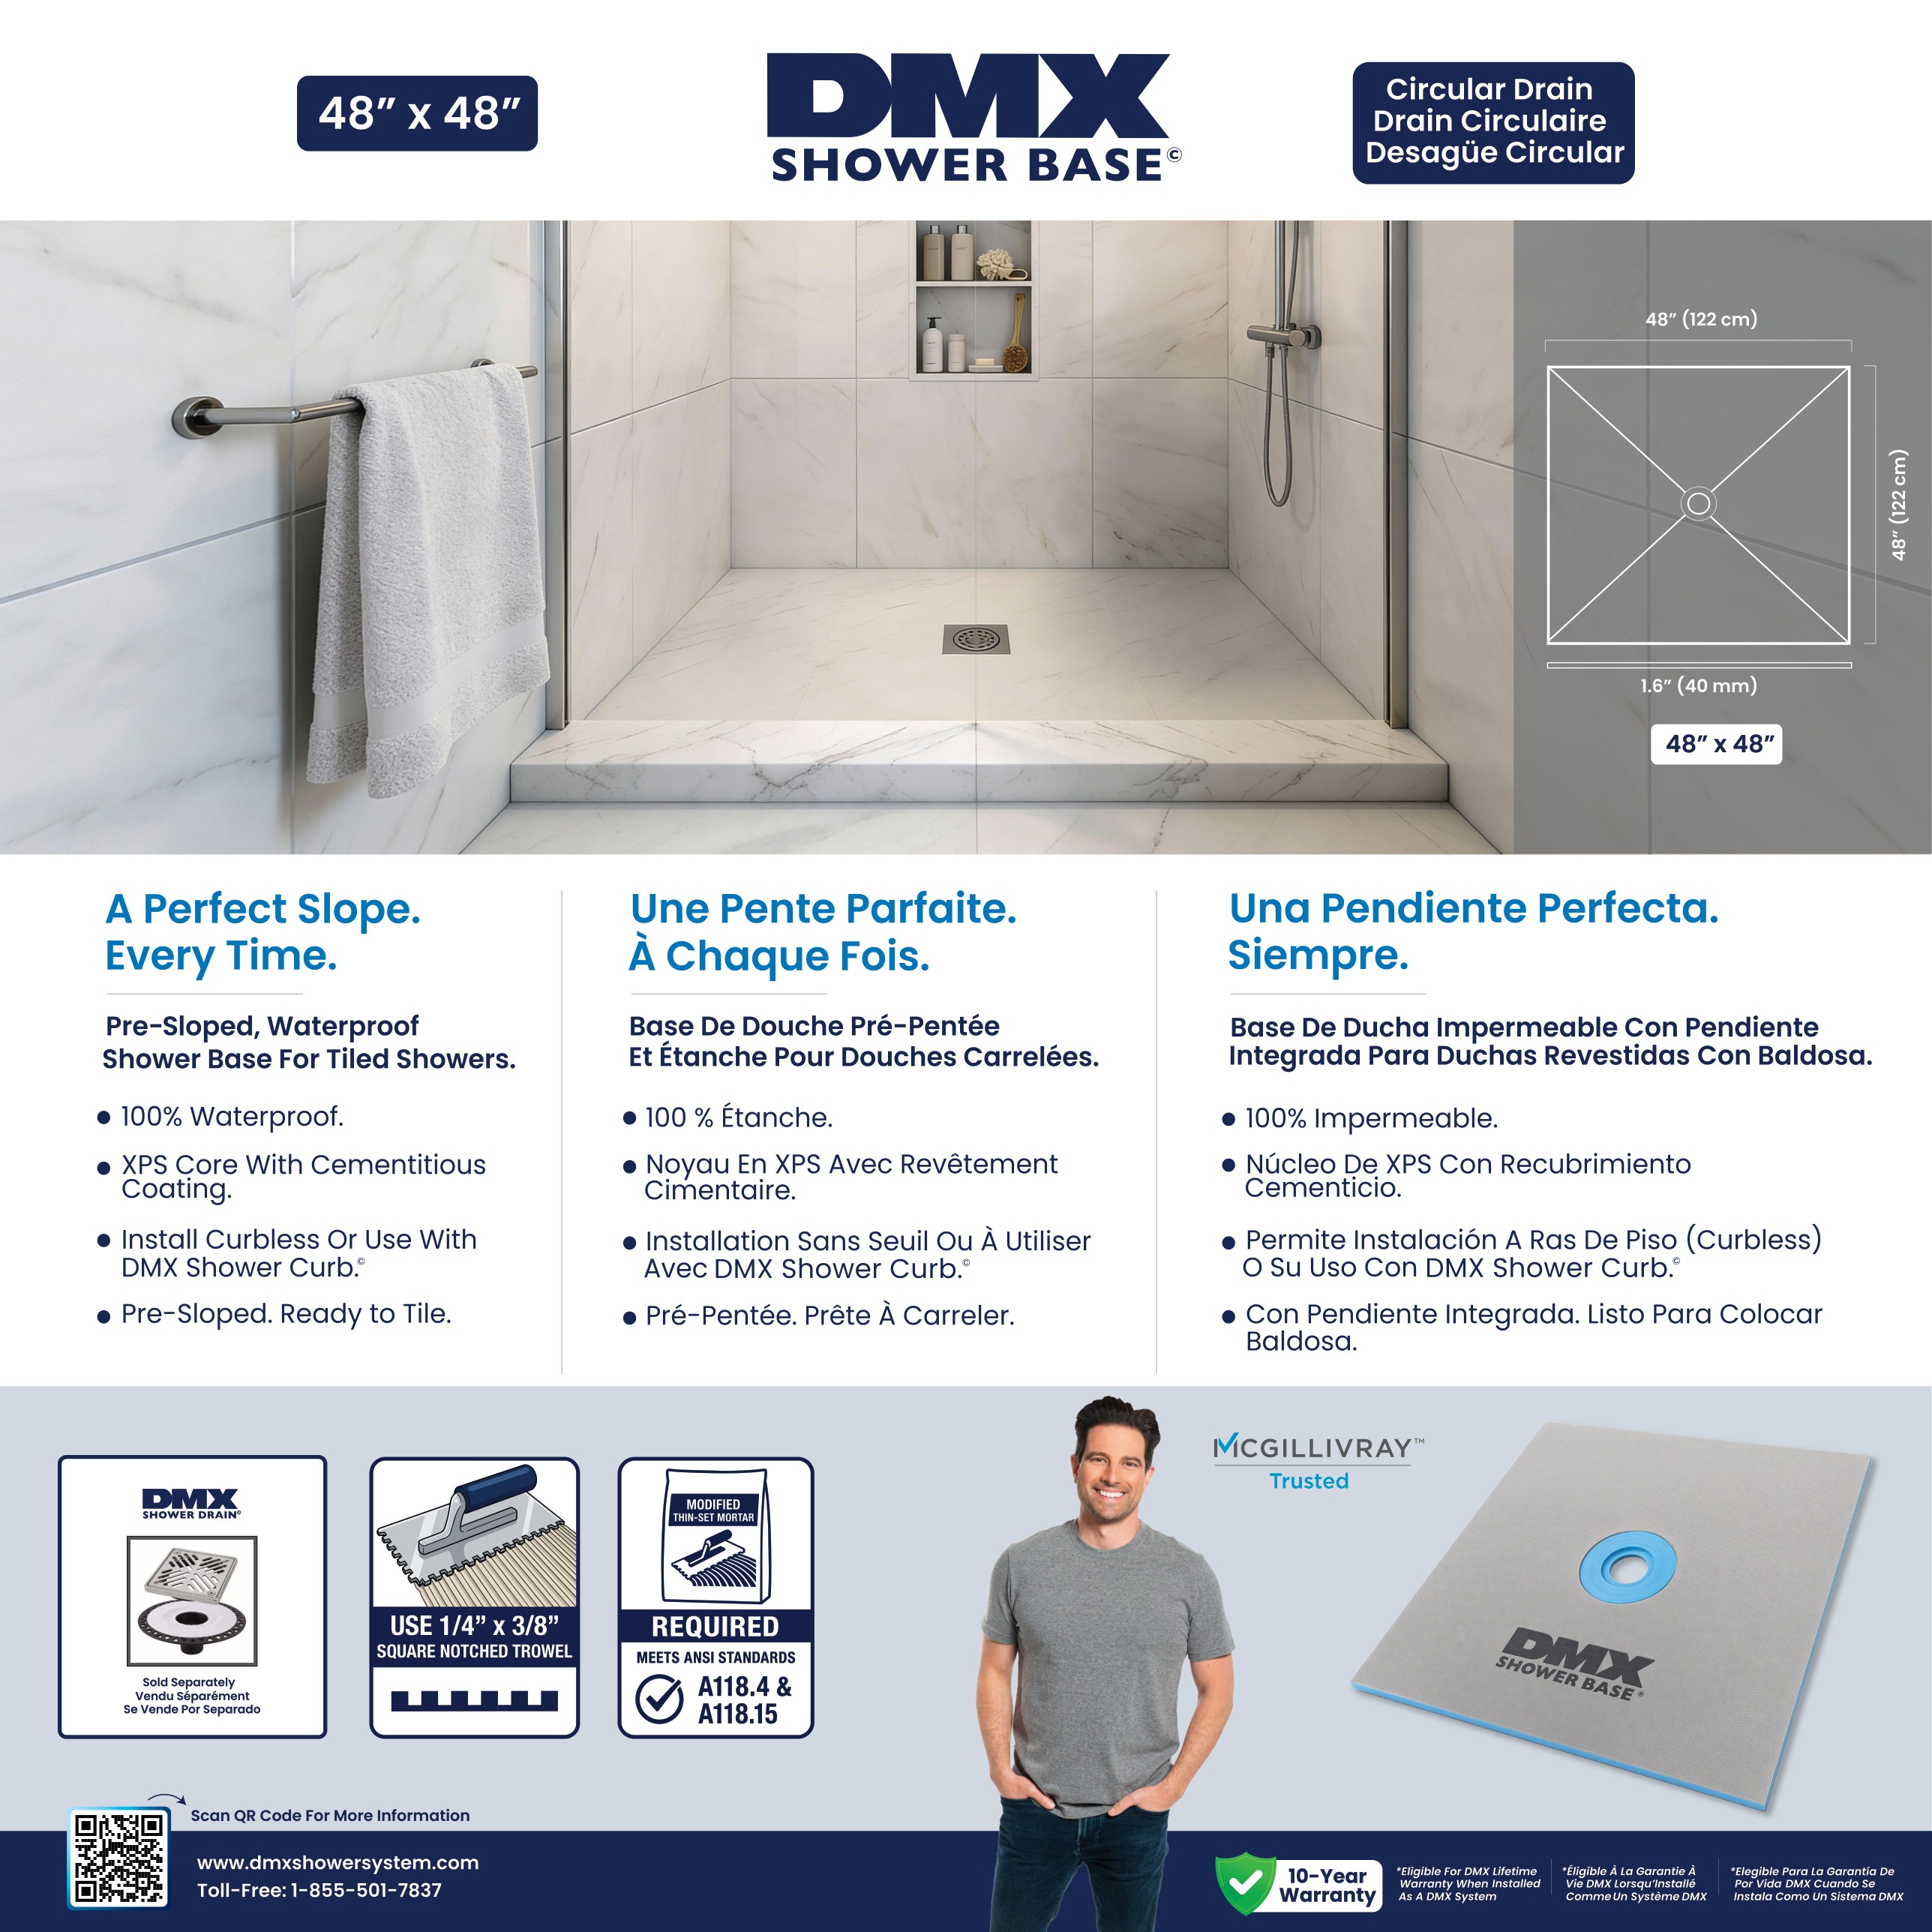 48” x 48”
DMX
SHOWER BASE©
Circular Drain
Drain Circulaire
Desagüe Circular
48” (122 cm)
48” (122 cm)
1.6” (40 mm)
48” x 48”
A Perfect Slope.
Every Time.
Pre-Sloped, Waterproof
Shower Base For Tiled Showers.
100% Waterproof.
XPS Core With Cementitious
Coating.
Install Curbless Or Use With
DMX Shower Curb.©
Pre-Sloped. Ready to Tile.
Une Pente Parfaite.
À Chaque Fois.
Base De Douche Pré-Pentée
Et Étanche Pour Douches Carrelées.
100 % Étanche.
Noyau En XPS Avec Revêtement
Cimentaire.
Installation Sans Seuil Ou À Utiliser
Avec DMX Shower Curb.©
Pré-Pentée. Prête À Carreler.
Una Pendiente Perfecta.
Siempre.
Base De Ducha Impermeable Con Pendiente
Integrada Para Duchas Revestidas Con Baldosa.
100% Impermeable.
Núcleo De XPS Con Recubrimiento
Cementicio.
Permite Instalación A Ras De Piso (Curbless)
O Su Uso Con DMX Shower Curb.©
Con Pendiente Integrada. Listo Para Colocar
Baldosa.
DMX
SHOWER DRAIN©
Sold Separately
Vendu Séparément
Se Vende Por Separado
USE 1/4” x 3/8”
SQUARE NOTCHED TROWEL
MODIFIED
THIN-SET MORTAR
REQUIRED
MEETS ANSI STANDARDS
A118.4 &
A118.15
MCGILLIVRAY™
Trusted
DMX
SHOWER BASE©
Scan QR Code For More Information
www.dmxshowersystem.com
Toll-Free: 1-855-501-7837
10-Year
Warranty
*Eligible For DMX Lifetime
Warranty When Installed
As A DMX System
*Éligible À La Garantie À
Vie DMX Lorsqu’Installé
Comme Un Système DMX
*Elegible Para La Garantía De
Por Vida DMX Cuando Se
Instala Como Un Sistema DMX